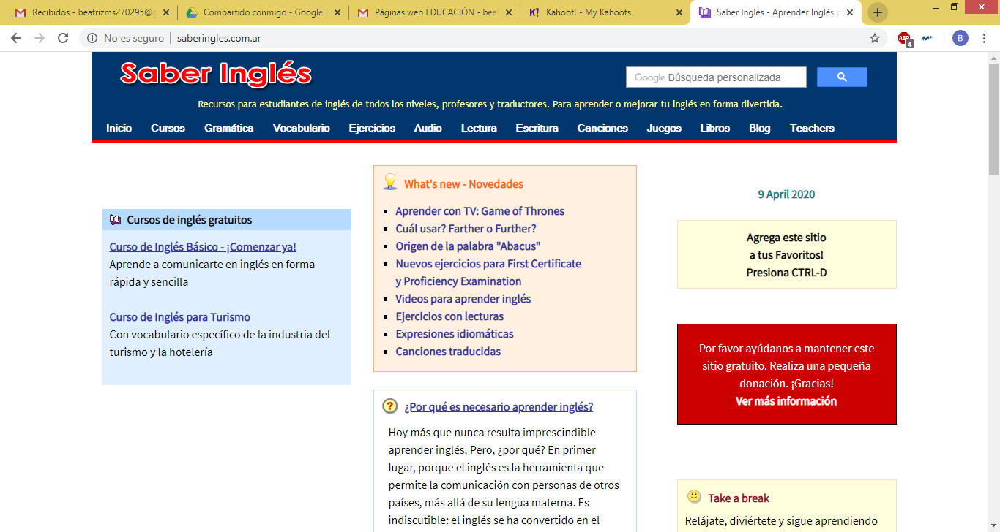 Recibidos - beatrizms270295@g
Compartido conmigo - Google
Páginas web EDUCACIÓN - bea
Kahoot! - My Kahoots
Saber Inglés - Aprender Inglés p
No es seguro
saberingles.com.ar
ABP
4
M+
B
Saber Inglés
Google Búsqueda personalizada
Recursos para estudiantes de inglés de todos los niveles, profesores y traductores. Para aprender o mejorar tu inglés en forma divertida.
Inicio Cursos Gramática Vocabulario Ejercicios Audio Lectura Escritura Canciones Juegos Libros Blog Teachers
Cursos de inglés gratuitos
Curso de Inglés Básico - ¡Comenzar ya!
Aprende a comunicarte en inglés en forma
rápida y sencilla
Curso de Inglés para Turismo
Con vocabulario específico de la industria del
turismo y la hotelería
What's new - Novedades
Aprender con TV: Game of Thrones
Cuál usar? Farther o Further?
Origen de la palabra "Abacus"
Nuevos ejercicios para First Certificate
y Proficiency Examination
Videos para aprender inglés
Ejercicios con lecturas
Expresiones idiomáticas
Canciones traducidas
¿Por qué es necesario aprender inglés?
Hoy más que nunca resulta imprescindible
aprender inglés. Pero, ¿por qué? En primer
lugar, porque el inglés es la herramienta que
permite la comunicación con personas de otros
países, más allá de su lengua materna. Es
indiscutible: el inglés se ha convertido en el
9 April 2020
Agrega este sitio
a tus Favoritos!
Presiona CTRL-D
Por favor ayúdanos a mantener este
sitio gratuito. Realiza una pequeña
donación. ¡Gracias!
Ver más información
Take a break
Relájate, diviértete y sigue aprendiendo